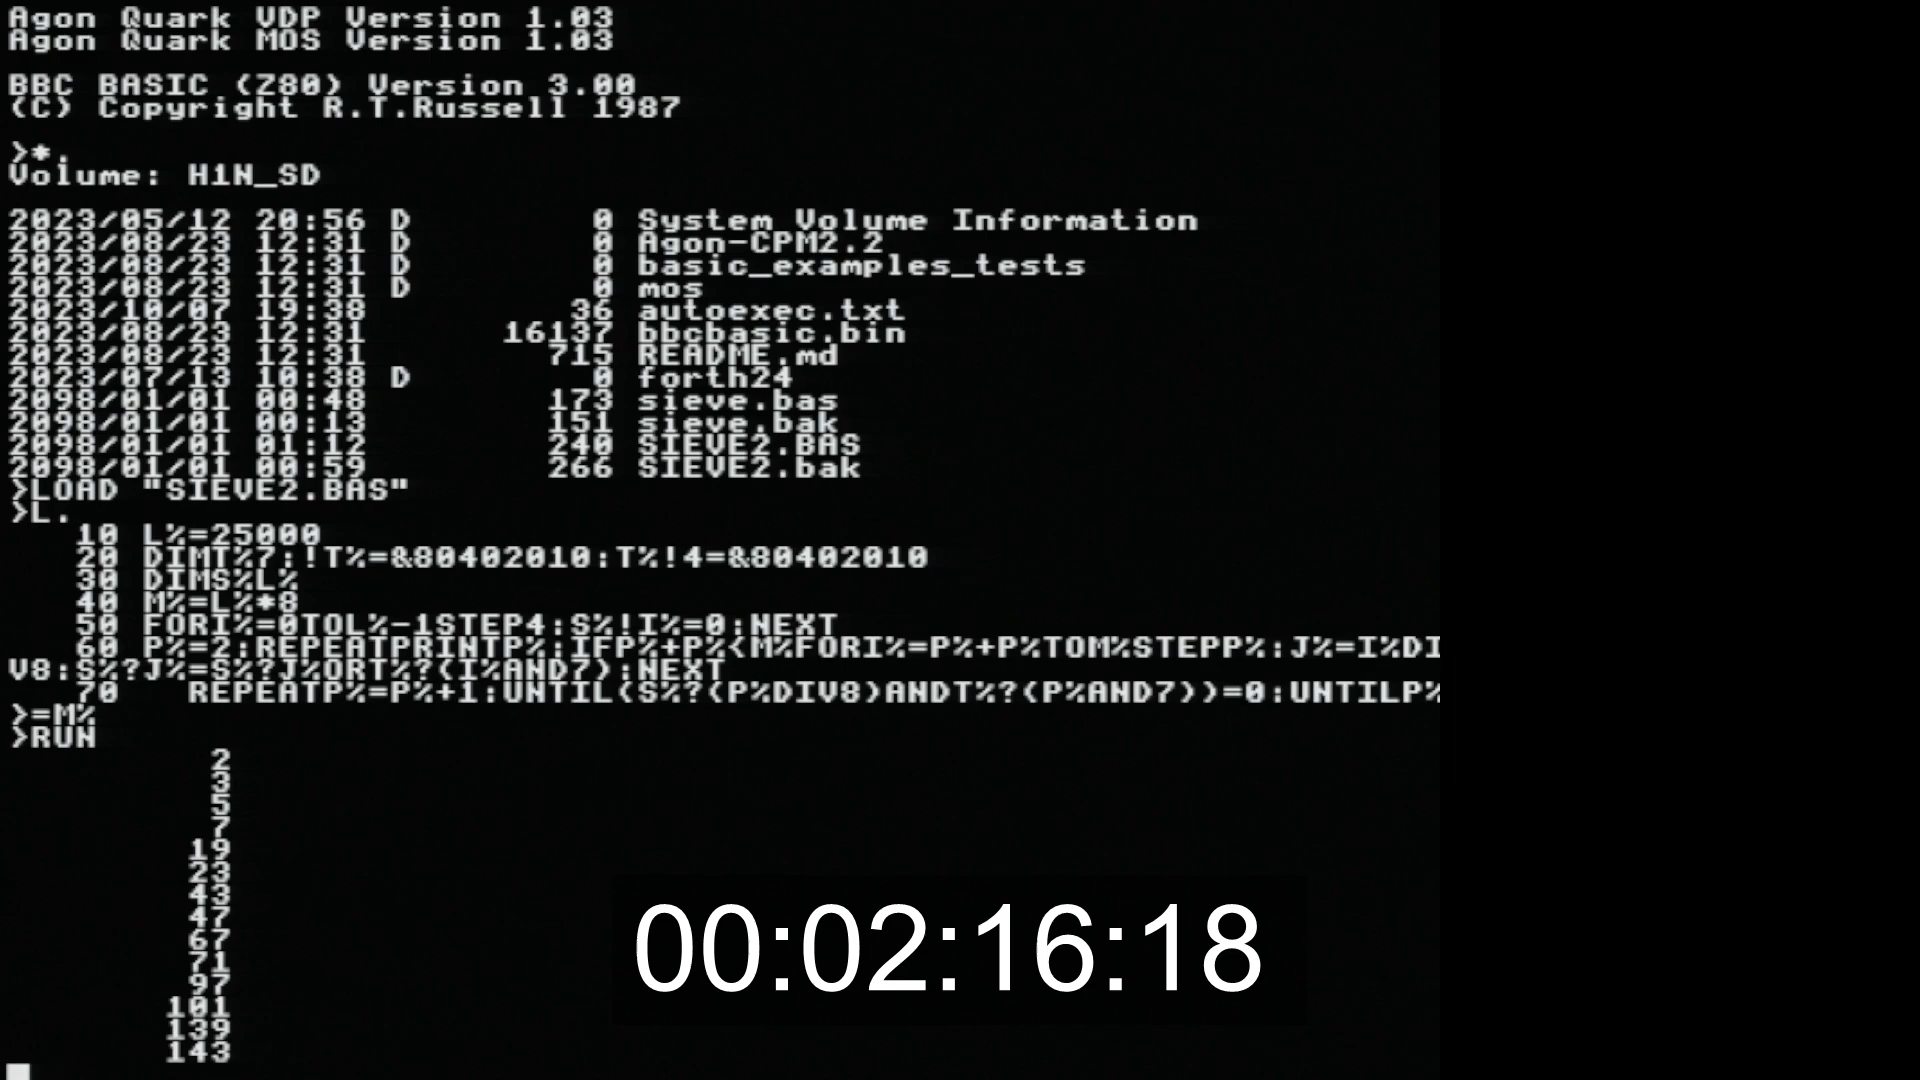 Agon Quark VDP Version 1.03
Agon Quark MOS Version 1.03
BBC BASIC (Z80) Version 3.00
(C) Copyright R.T.Russell 1987
>*.
Volume: H1N_SD
2023/05/12 20:56 D 0 System Volume Information
2023/08/23 12:31 D 0 Agon-CPM2.2
2023/08/23 12:31 D 0 basic_examples_tests
2023/08/23 12:31 D 0 mos
2023/10/07 19:38 36 autoexec.txt
2023/08/23 12:31 16137 bbcbasic.bin
2023/08/23 12:31 715 README.md
2023/07/13 10:38 D 0 forth24
2098/01/01 00:48 173 sieve.bas
2098/01/01 00:13 151 sieve.bak
2098/01/01 01:12 240 SIEVE2.BAS
2098/01/01 00:59 266 SIEVE2.bak
>LOAD "SIEVE2.BAS"
>L.
10 L%=25000
20 DIMT%7:!T%=&80402010:T%!4=&80402010
30 DIMS%L%
40 M%=L%*8
50 FORI%=0TOL%-1STEP4:S%!I%=0:NEXT
60 P%=2:REPEATPRINTP%:IFP%+P%<M%FORI%=P%+P%TOM%STEPP%:J%=I%DI
V8:S%?J%=S%?J%ORT%?(I%AND7):NEXT
70 REPEATP%=P%+1:UNTIL(S%?(P%DIV8)ANDT%?(P%AND7))=0:UNTILP%
>=M%
>RUN
2
3
5
7
19
23
43
47
67
71
97
101
139
143
00:02:16:18